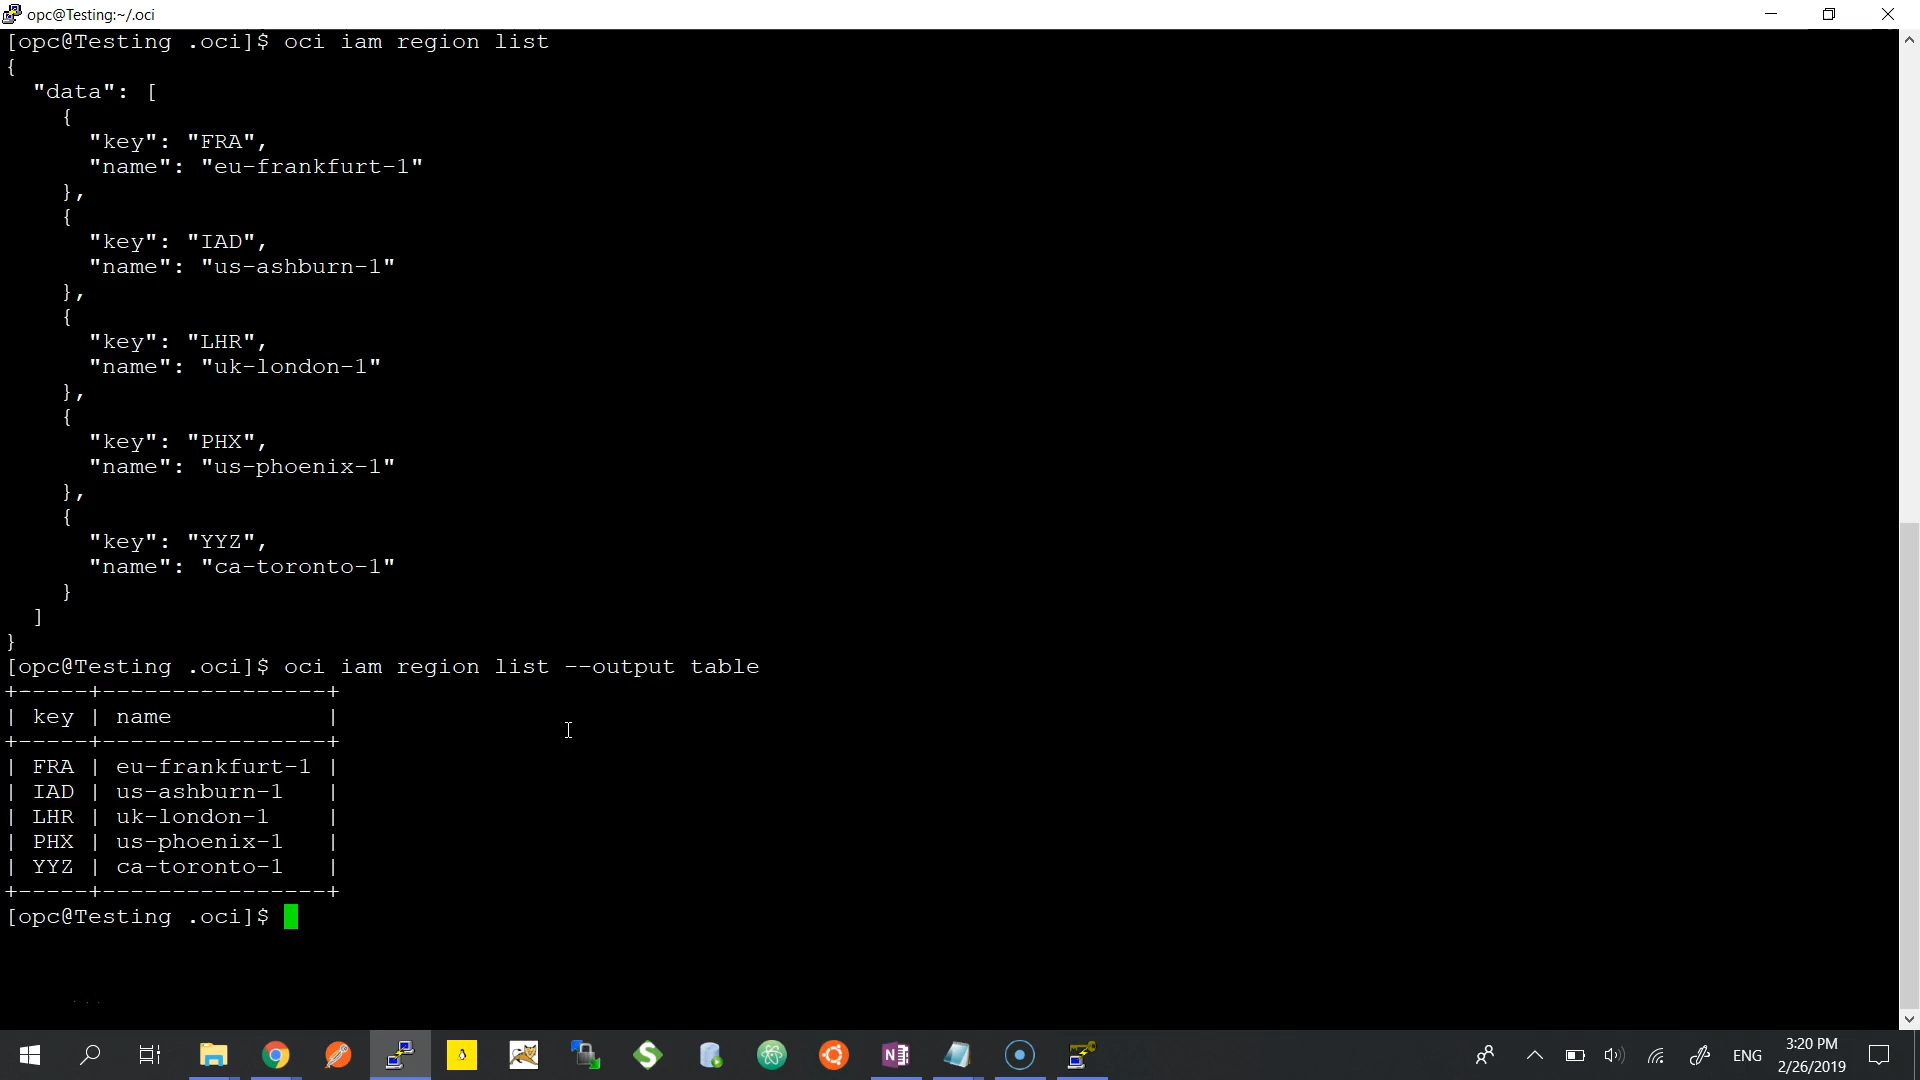 opc@Testing:~/.oci
[opc@Testing .oci]$ oci iam region list
{
  "data": [
    {
      "key": "FRA",
      "name": "eu-frankfurt-1"
    },
    {
      "key": "IAD",
      "name": "us-ashburn-1"
    },
    {
      "key": "LHR",
      "name": "uk-london-1"
    },
    {
      "key": "PHX",
      "name": "us-phoenix-1"
    },
    {
      "key": "YYZ",
      "name": "ca-toronto-1"
    }
  ]
}
[opc@Testing .oci]$ oci iam region list --output table
+-----+----------------+
| key | name           |
+-----+----------------+
| FRA | eu-frankfurt-1 |
| IAD | us-ashburn-1   |
| LHR | uk-london-1    |
| PHX | us-phoenix-1   |
| YYZ | ca-toronto-1   |
+-----+----------------+
[opc@Testing .oci]$
N
ENG
3:20 PM
2/26/2019